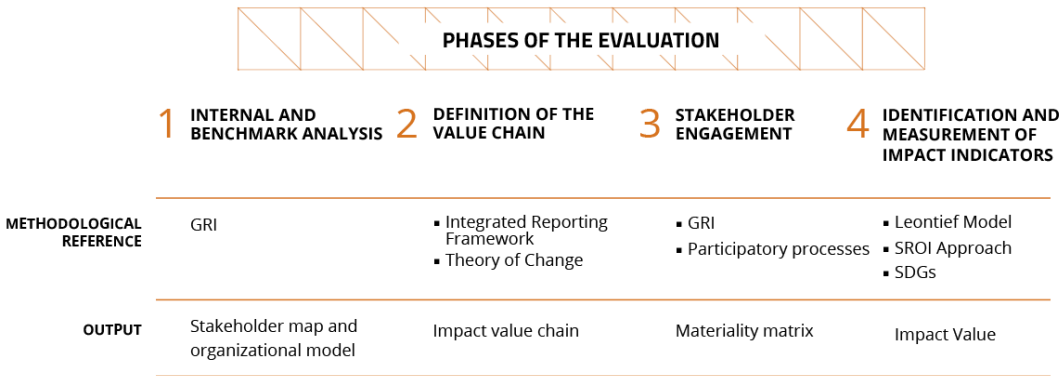 PHASES OF THE EVALUATION
1 INTERNAL AND
BENCHMARK ANALYSIS
2 DEFINITION OF THE
VALUE CHAIN
3 STAKEHOLDER
ENGAGEMENT
4 IDENTIFICATION AND
MEASUREMENT OF
IMPACT INDICATORS
METHODOLOGICAL
REFERENCE
GRI
▪ Integrated Reporting
Framework
▪ Theory of Change
▪ GRI
▪ Participatory processes
▪ Leontief Model
▪ SROI Approach
▪ SDGs
OUTPUT
Stakeholder map and
organizational model
Impact value chain
Materiality matrix
Impact Value